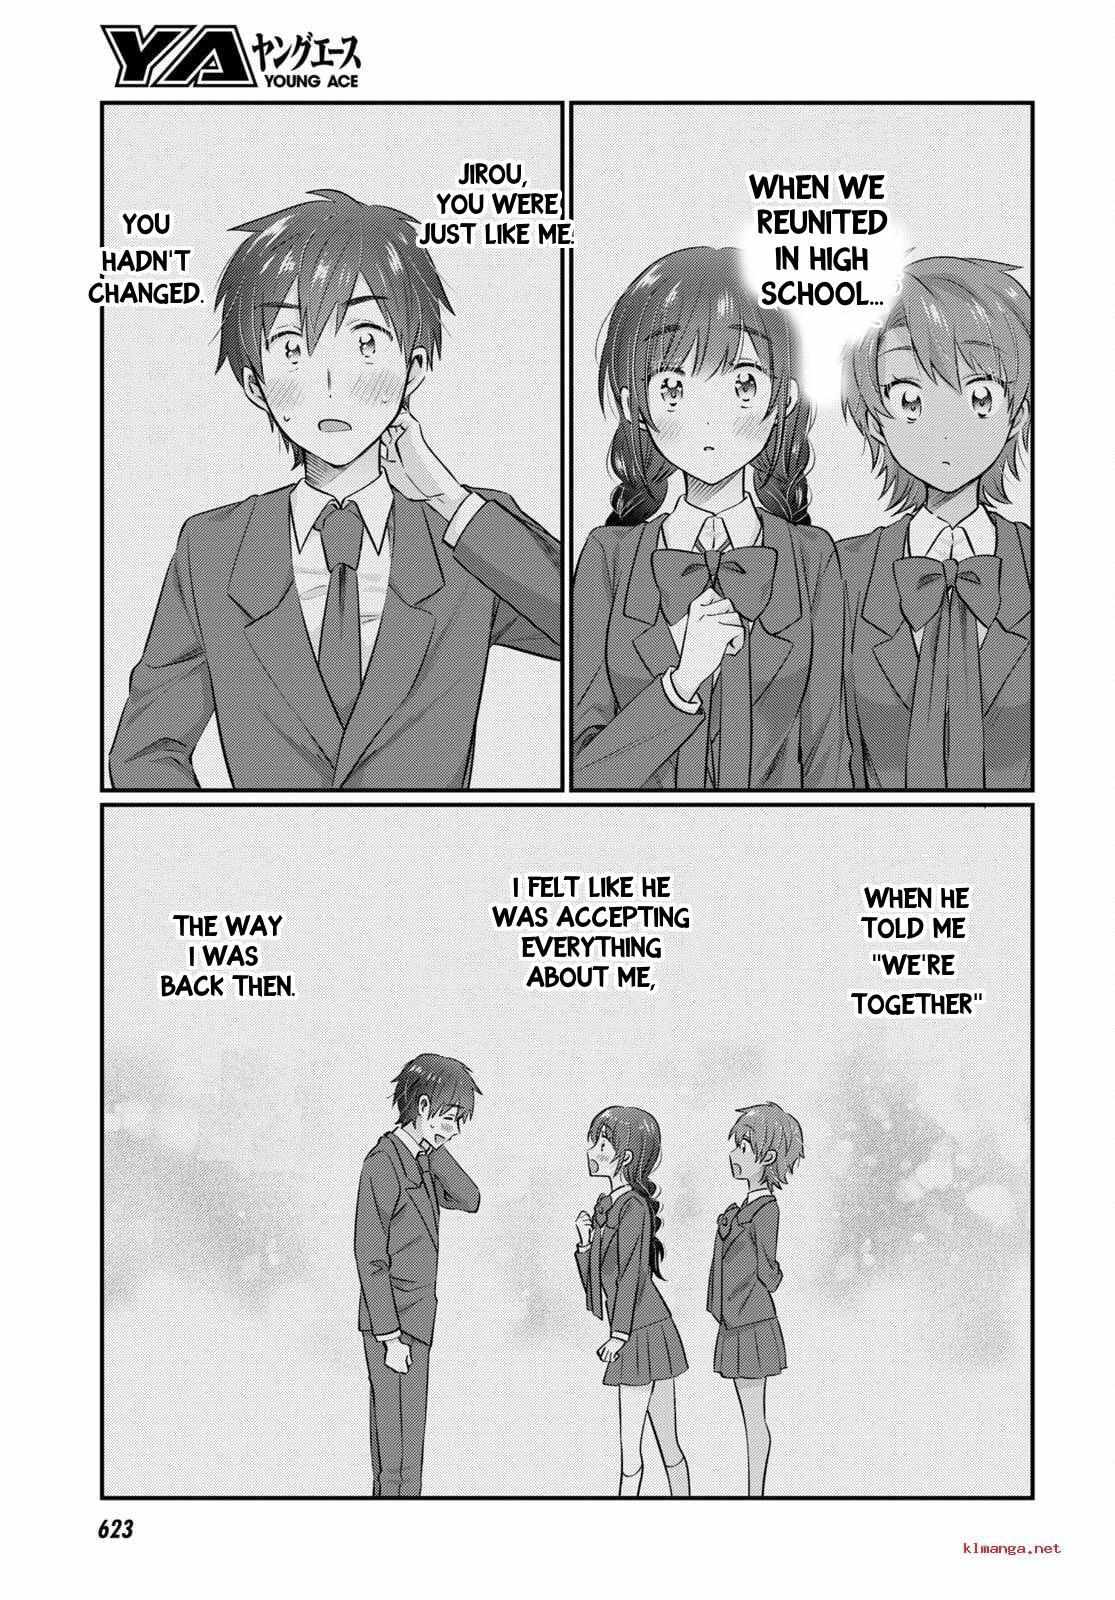 YA ヤングエース
YOUNG ACE
WHEN WE
REUNITED
IN HIGH
SCHOOL...
JIROU,
YOU WERE
JUST LIKE ME.
YOU
HADN'T
CHANGED.
WHEN HE
TOLD ME
"WE'RE
TOGETHER"
I FELT LIKE HE
WAS ACCEPTING
EVERYTHING
ABOUT ME,
THE WAY
I WAS
BACK THEN.
623
klmanga.net